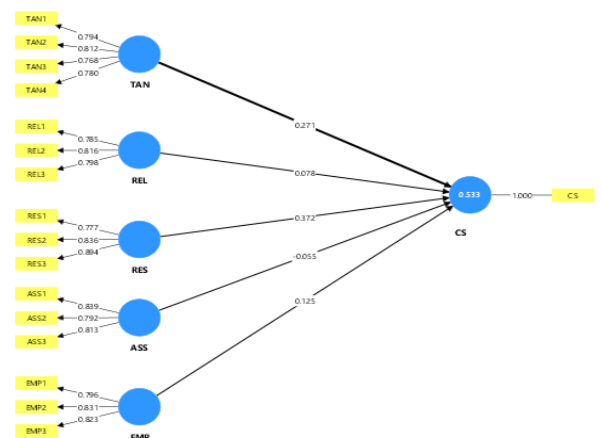 TAN1
0.794
TAN2
0.812
TAN3
0.768
TAN4
0.780
TAN
0.271
REL1
0.785
REL2
0.816
REL3
0.798
REL
0.078
RES1
0.777
RES2
0.836
RES3
0.894
RES
0.372
0.533
1.000
CS
CS
ASS1
0.839
ASS2
0.792
ASS3
0.813
ASS
-0.055
EMP1
0.796
EMP2
0.831
EMP3
0.823
EMP
0.125